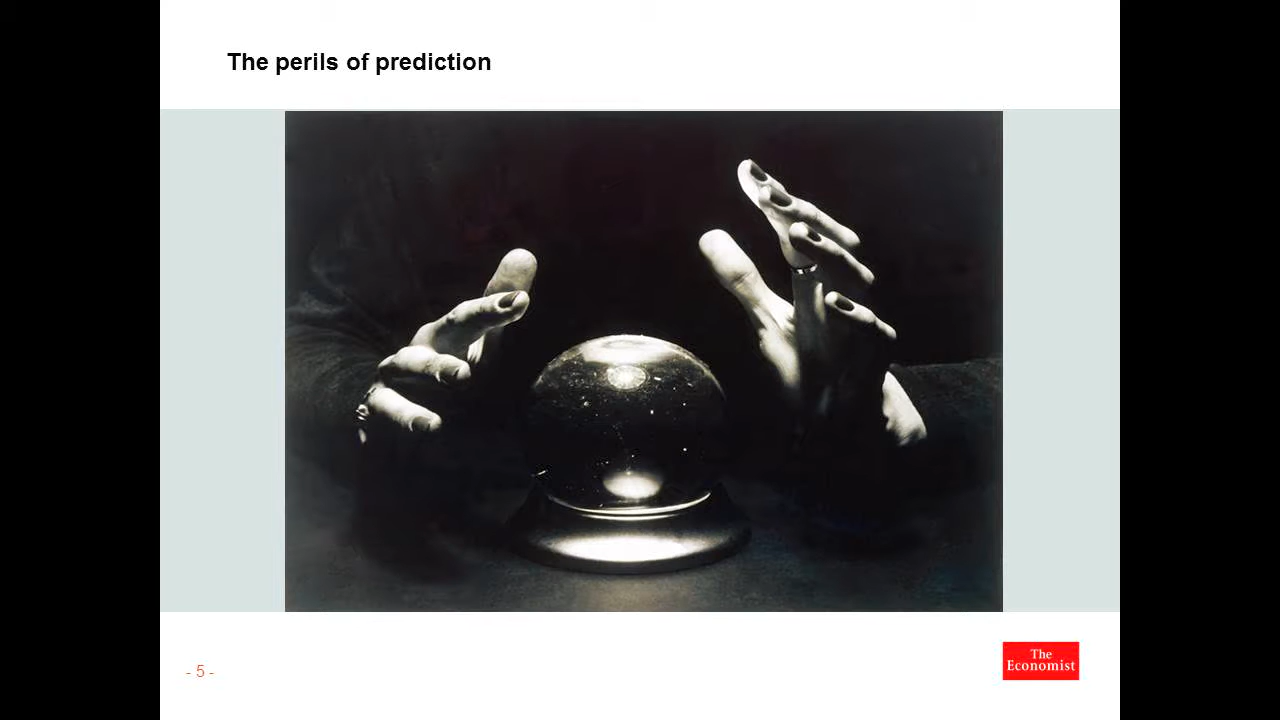 The perils of prediction
- 5 -
The
Economist